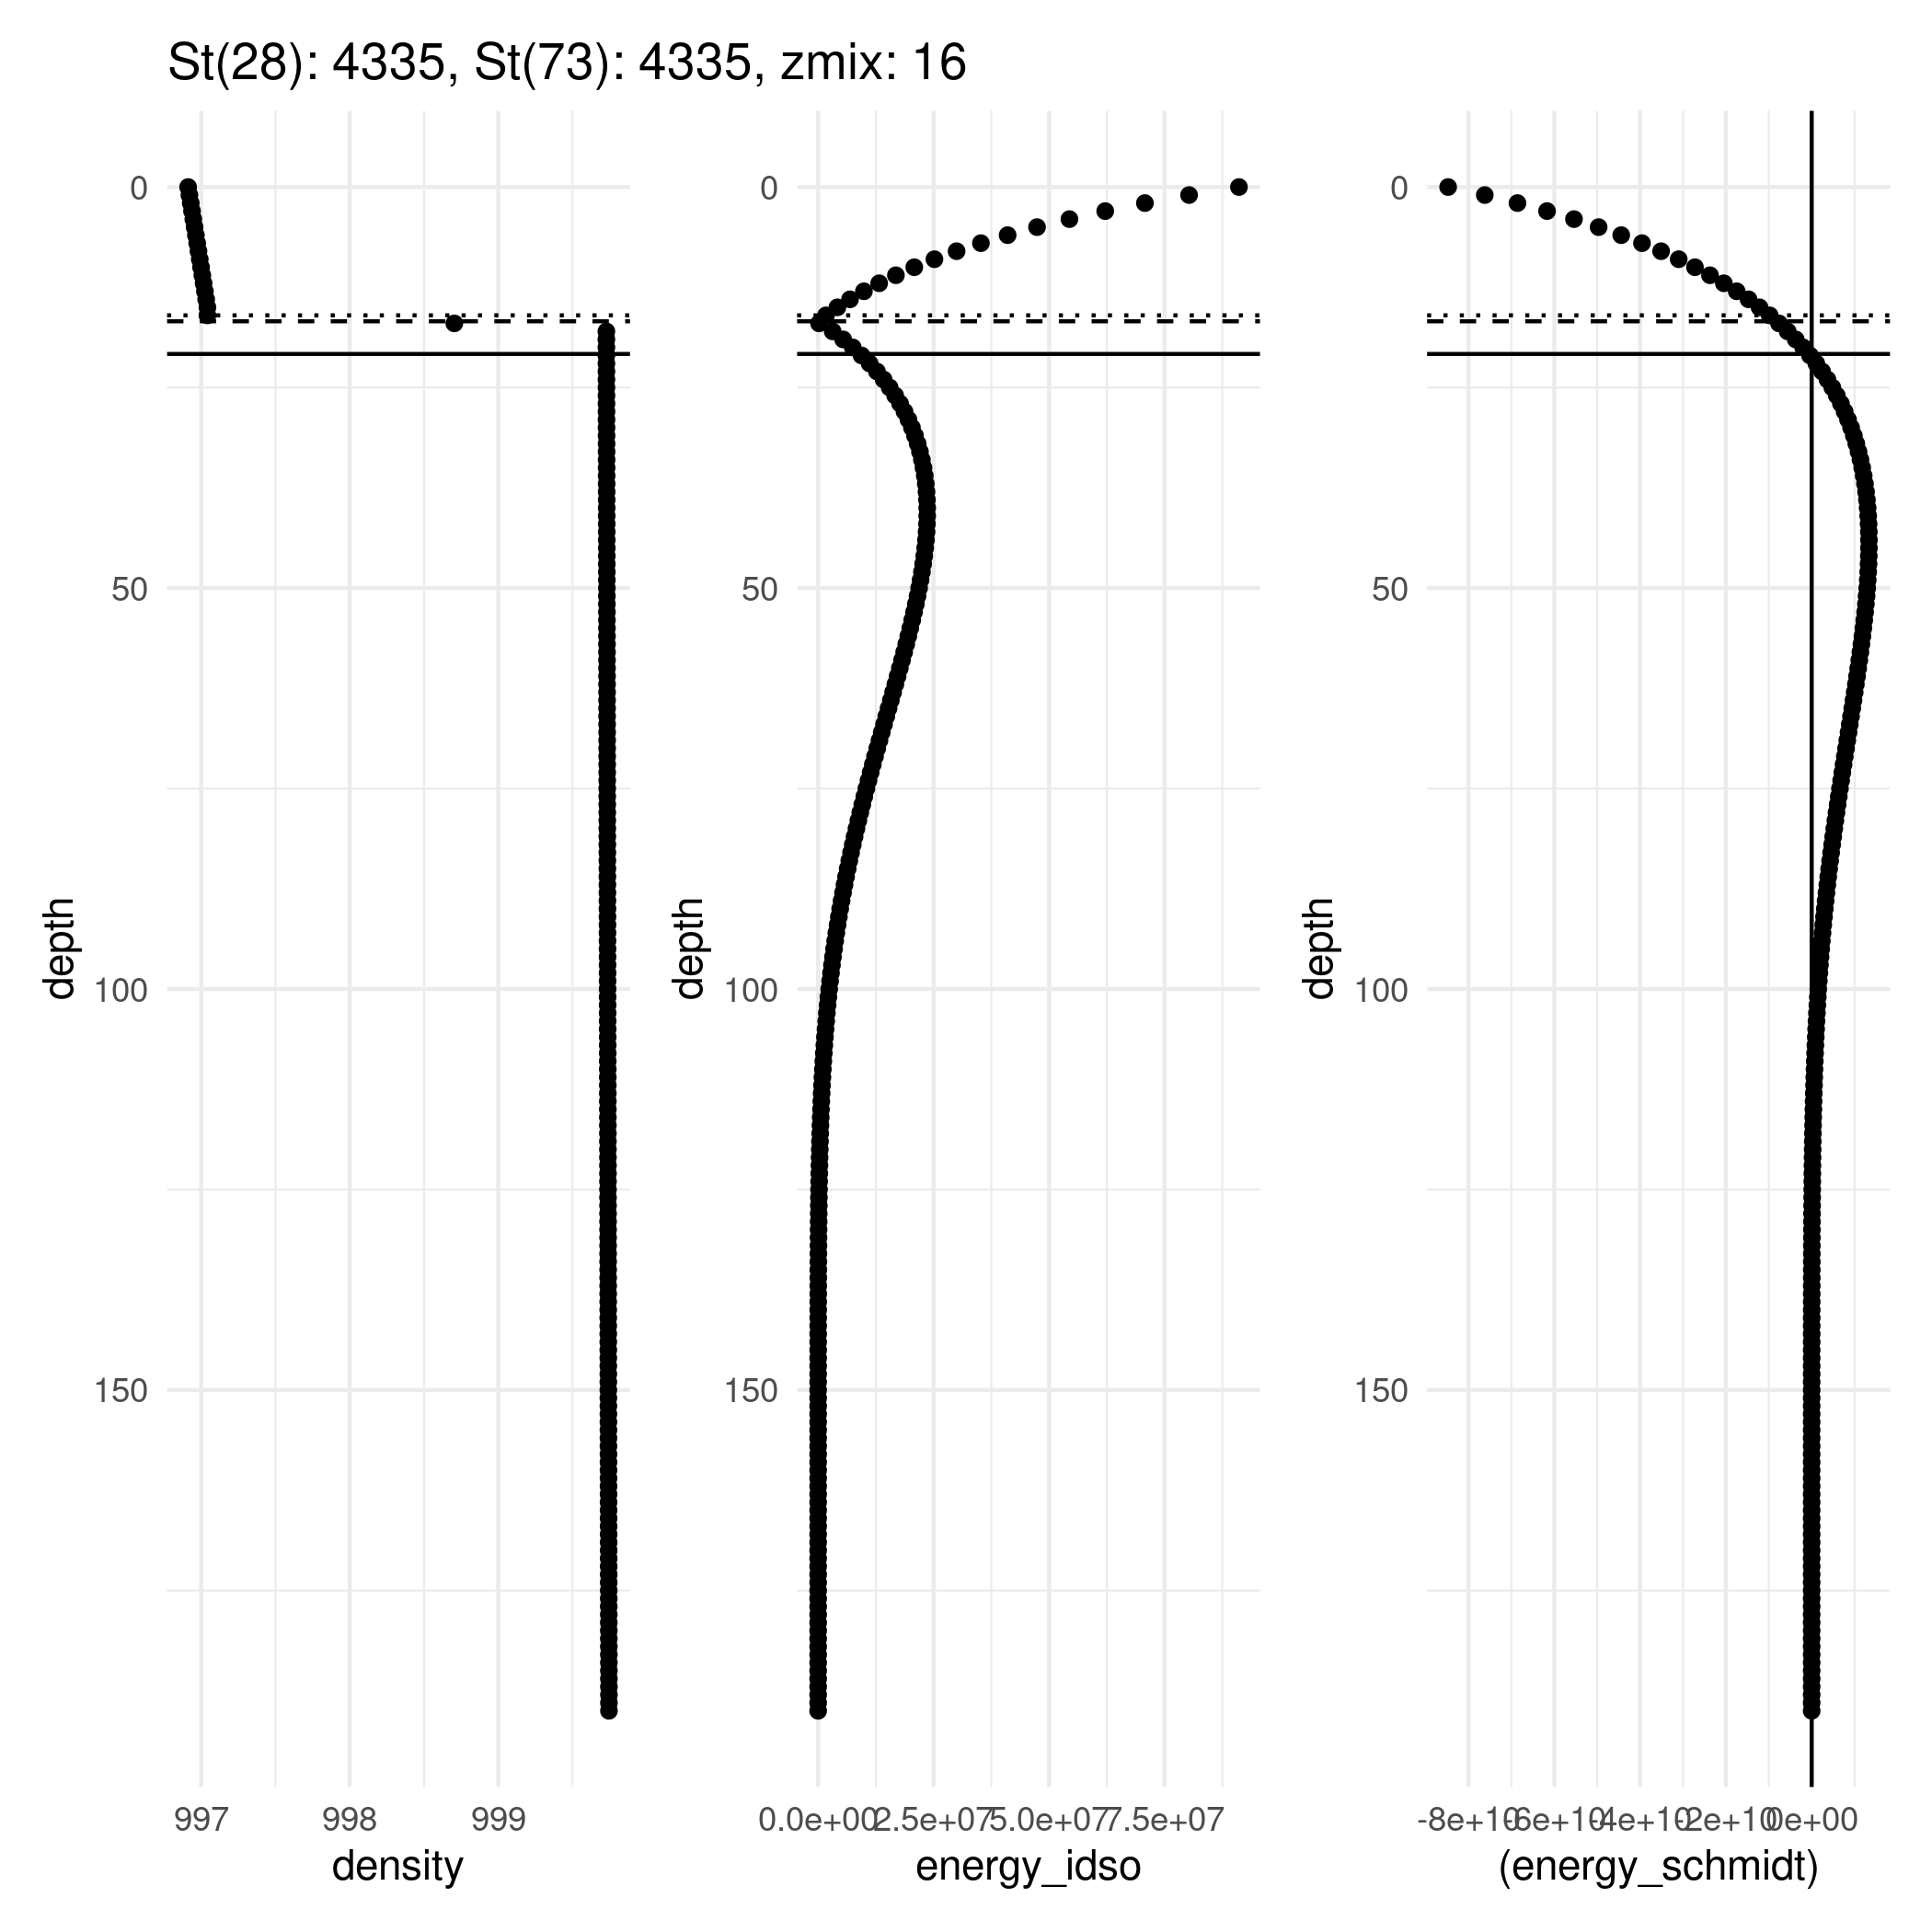 St(28): 4335, St(73): 4335, zmix: 16
0
50
100
150
depth
997 998 999
density
0
50
100
150
depth
0.0e+00 2.5e+07 5.0e+07 7.5e+07
energy_idso
0
50
100
150
depth
-8e+10 -6e+10 -4e+10 -2e+10 0e+00
(energy_schmidt)